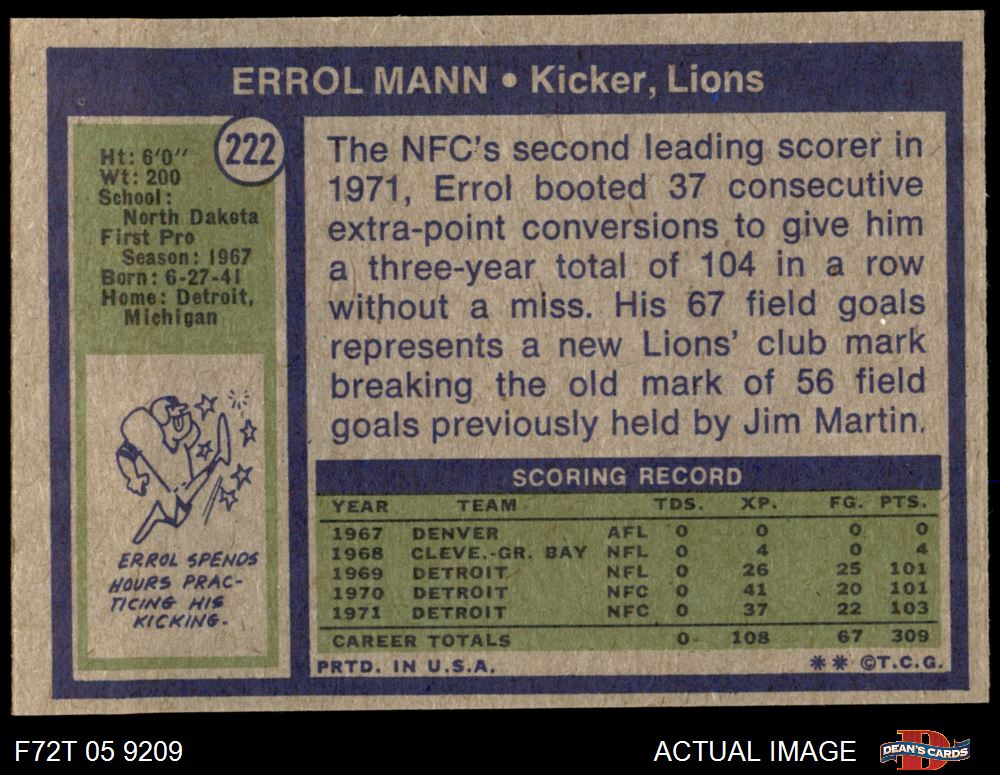 ERROL MANN • Kicker, Lions
222
Ht: 6'0"
Wt: 200
School:
North Dakota
First Pro
Season: 1967
Born: 6-27-41
Home: Detroit,
Michigan
ERROL SPENDS
HOURS PRAC-
TICING HIS
KICKING.
The NFC's second leading scorer in
1971, Errol booted 37 consecutive
extra-point conversions to give him
a three-year total of 104 in a row
without a miss. His 67 field goals
represents a new Lions' club mark
breaking the old mark of 56 field
goals previously held by Jim Martin.
SCORING RECORD
YEAR TEAM TDS. XP. FG. PTS.
1967 DENVER AFL 0 0 0 0
1968 CLEVE.-GR. BAY NFL 0 4 0 4
1969 DETROIT NFL 0 26 25 101
1970 DETROIT NFC 0 41 20 101
1971 DETROIT NFC 0 37 22 103
CAREER TOTALS 0 108 67 309
PRTD. IN U.S.A. ** ©T.C.G.
F72T 05 9209 ACTUAL IMAGE DEAN'S CARDS